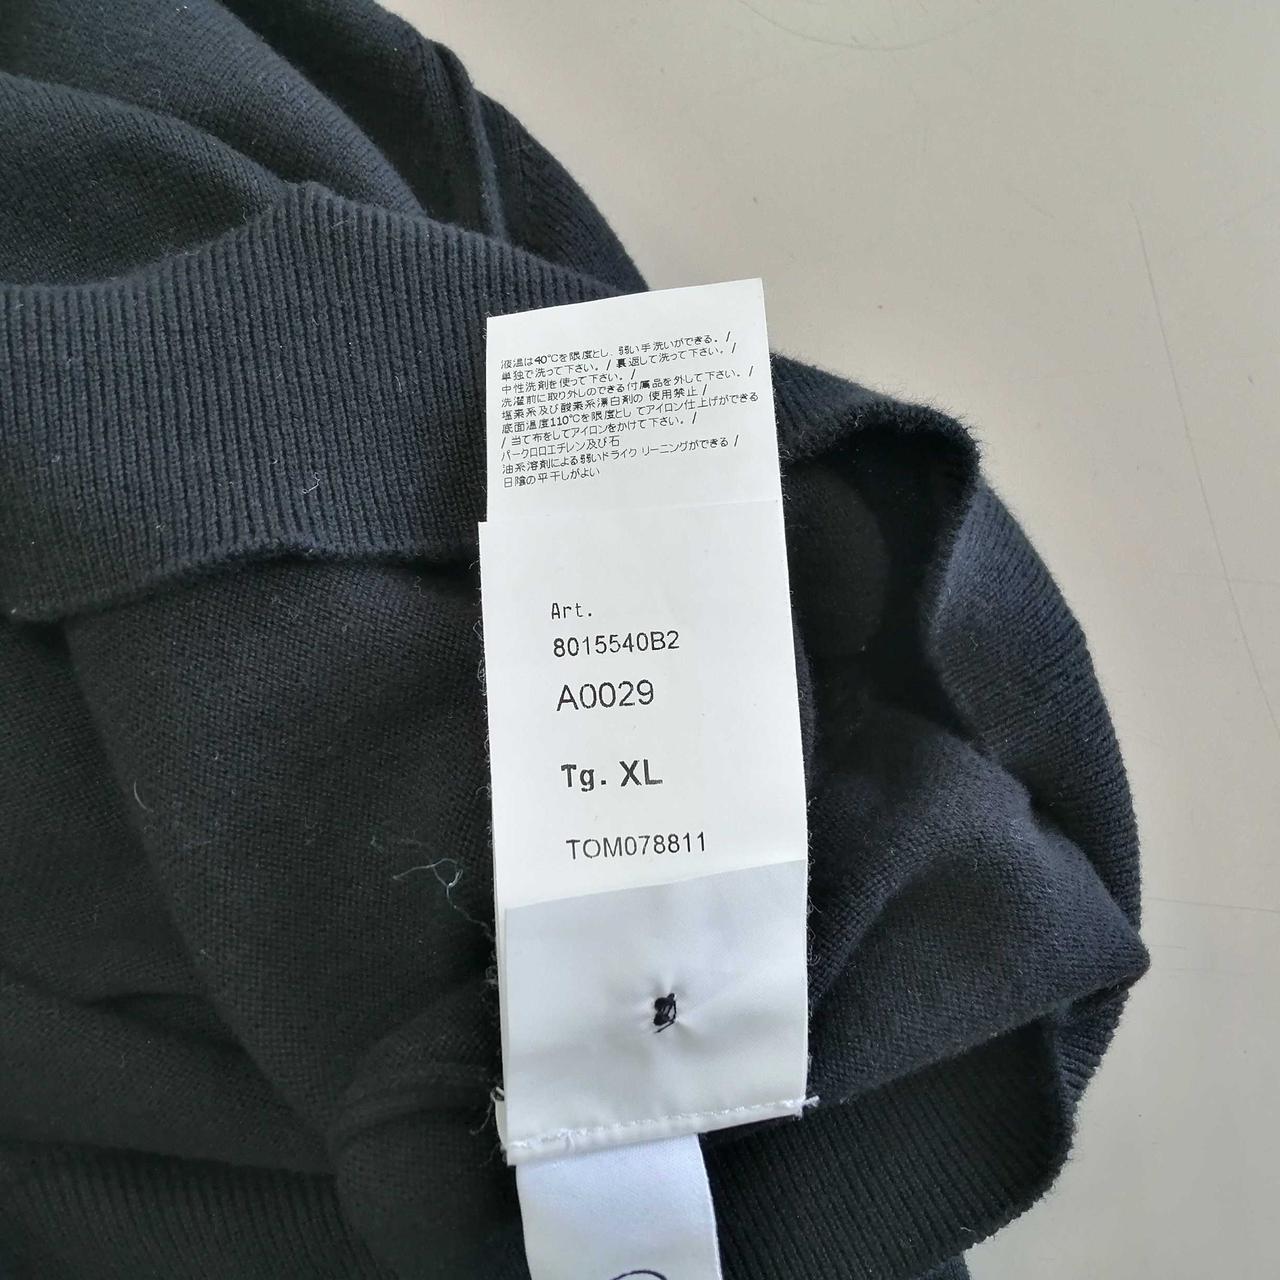 液温は40℃を限度とし、弱い手洗いができる。/
単独で洗って下さい。/ 裏返して洗って下さい。/
中性洗剤を使って下さい。/
洗濯前に取り外しのできる付属品を外して下さい。/
塩素系及び酸素系漂白剤の 使用禁止 /
底面温度110℃を限度とし てアイロン仕上げができる
/ 当て布をしてアイロンをかけて下さい。/
パークロロエチレン及び石
油系溶剤による弱いドライク リーニングができる /
日陰の平干しがよい
Art.
8015540B2
A0029
Tg. XL
TOM078811